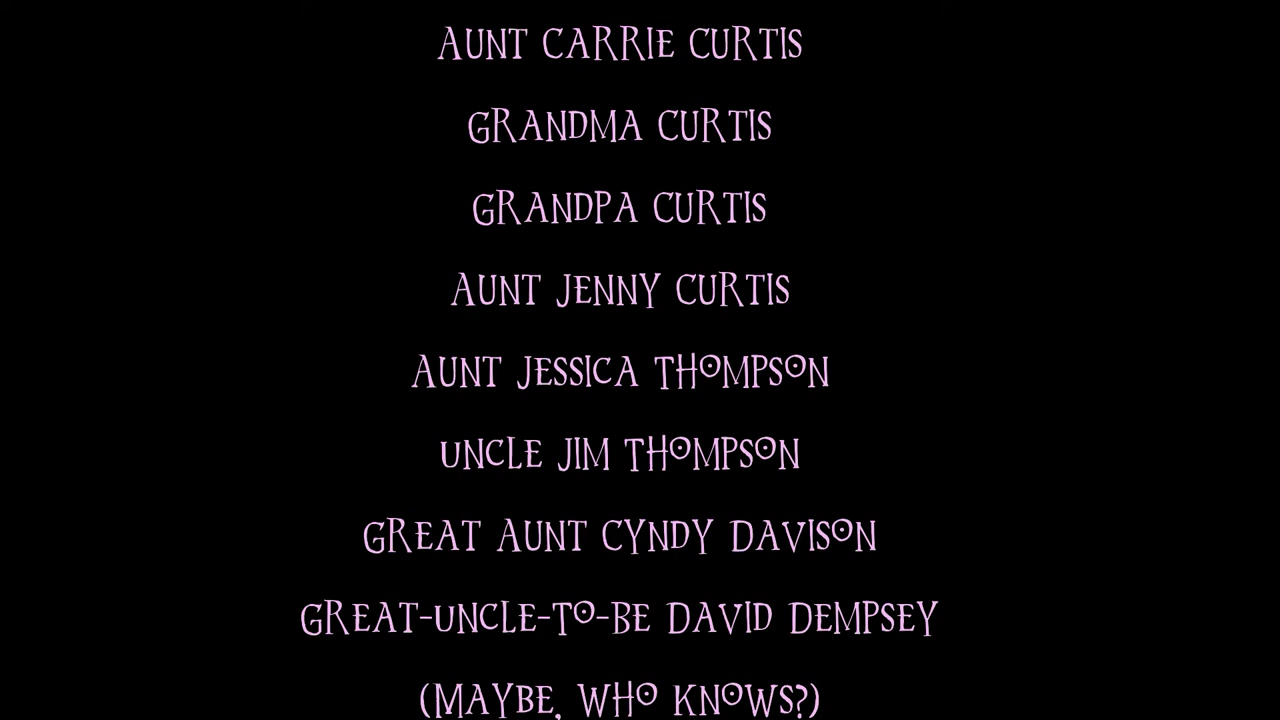 AUNT CARRIE CURTIS
GRANDMA CURTIS
GRANDPA CURTIS
AUNT JENNY CURTIS
AUNT JESSICA THOMPSON
UNCLE JIM THOMPSON
GREAT AUNT CYNDY DAVISON
GREAT-UNCLE-TO-BE DAVID DEMPSEY
(MAYBE, WHO KNOWS?)